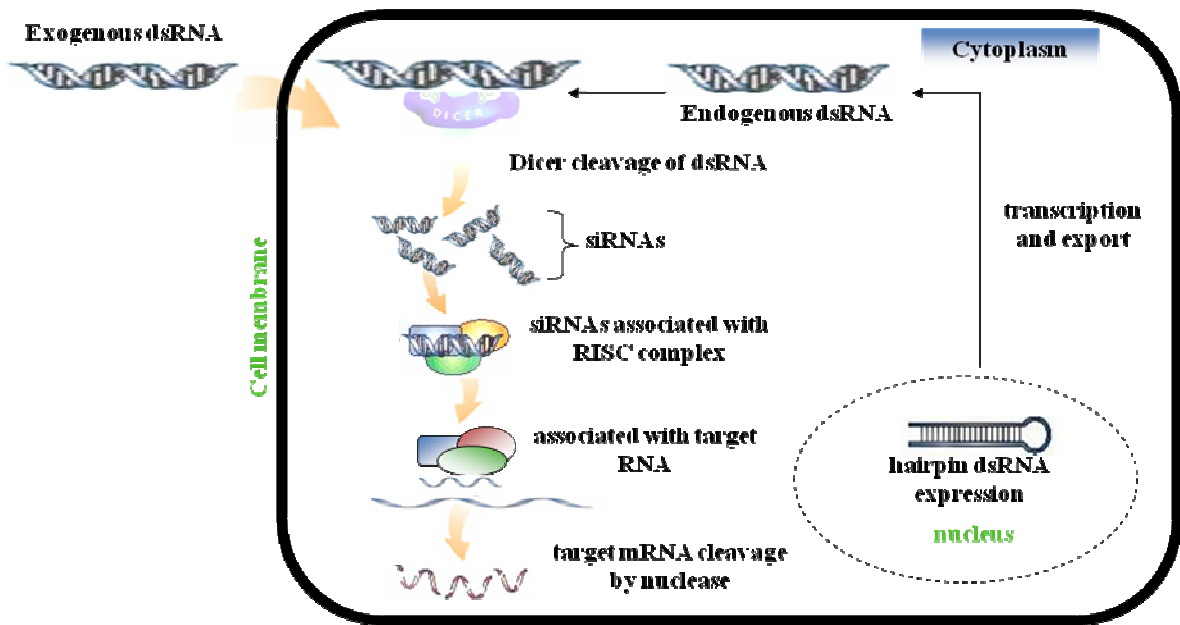 Exogenous dsRNA
Cytoplasm
DICER
Endogenous dsRNA
Dicer cleavage of dsRNA
transcription
and export
siRNAs
Cell membrane
siRNAs associated with
RISC complex
associated with target
RNA
hairpin dsRNA
expression
nucleus
target mRNA cleavage
by nuclease